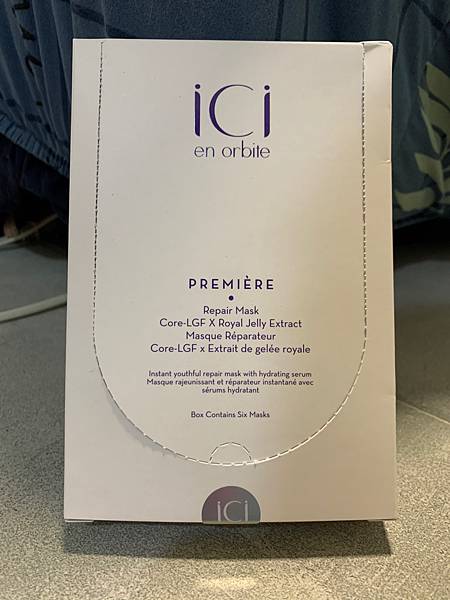 iCi
en orbite
PREMIÈRE
Repair Mask
Core-LGF X Royal Jelly Extract
Masque Réparateur
Core-LGF x Extrait de gelée royale
Instant youthful repair mask with hydrating serum
Masque rajeunissant et réparateur instantané avec
sérums hydratant
Box Contains Six Masks
iCi